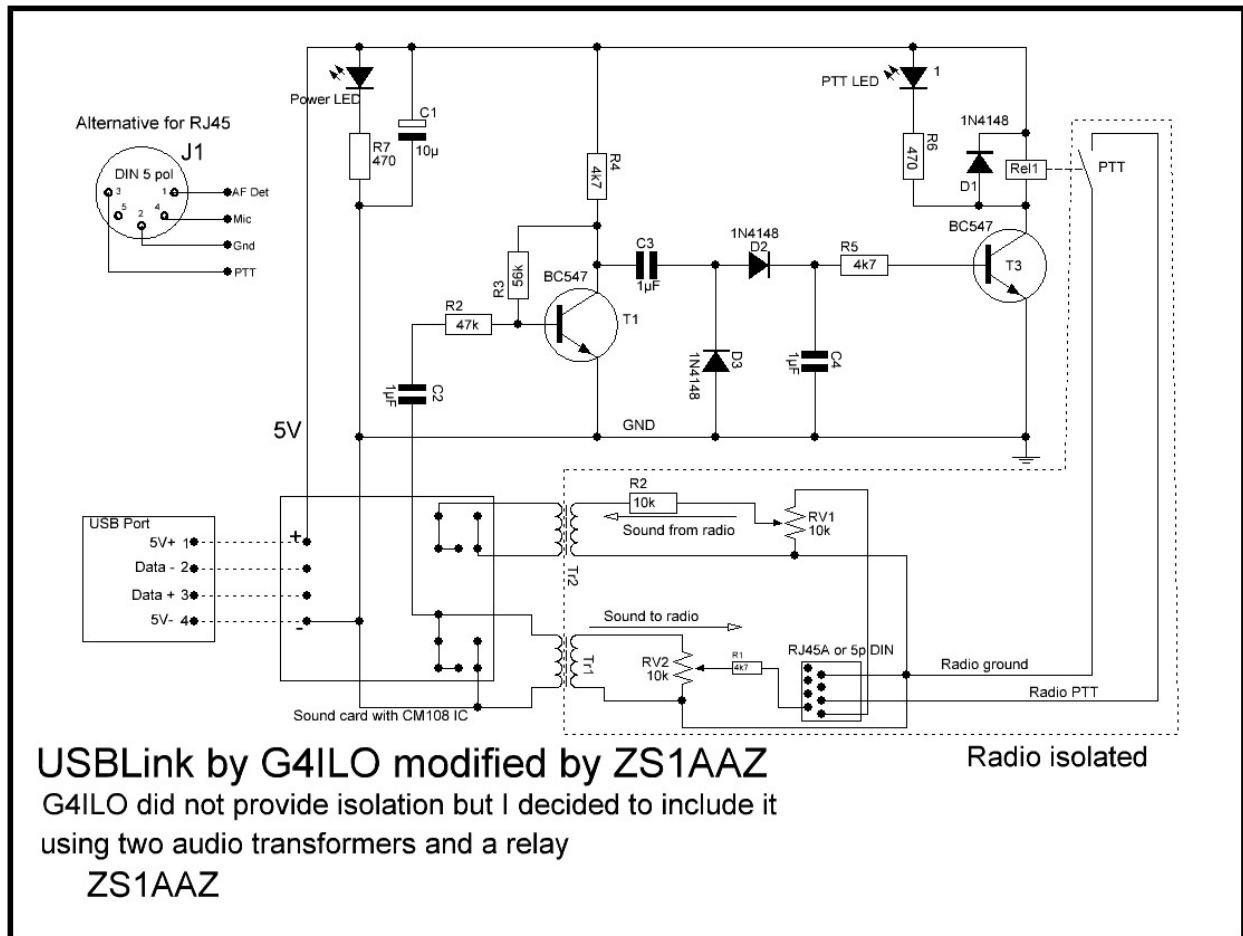 Power LED
C1
10µ
R7
470
R4
4k7
PTT LED
1
R6
470
1N4148
D1
Rel1
PTT
Alternative for RJ45
J1
DIN 5 pol
3
1
5
4
2
AF Det
Mic
Gnd
PTT
R3
56k
BC547
T1
R2
47k
C3
1µF
1N4148
D2
R5
4k7
BC547
T3
D3
1N4148
C4
1µF
C2
1µF
5V
GND
USB Port
5V+ 1
Data - 2
Data + 3
5V- 4
+
-
R2
10k
Sound from radio
RV1
10k
Tr2
Sound to radio
Tr1
RV2
10k
R1
4k7
RJ45A or 5p DIN
Radio ground
Radio PTT
Sound card with CM108 IC
Radio isolated
USBLink by G4ILO modified by ZS1AAZ
G4ILO did not provide isolation but I decided to include it
using two audio transformers and a relay
ZS1AAZ